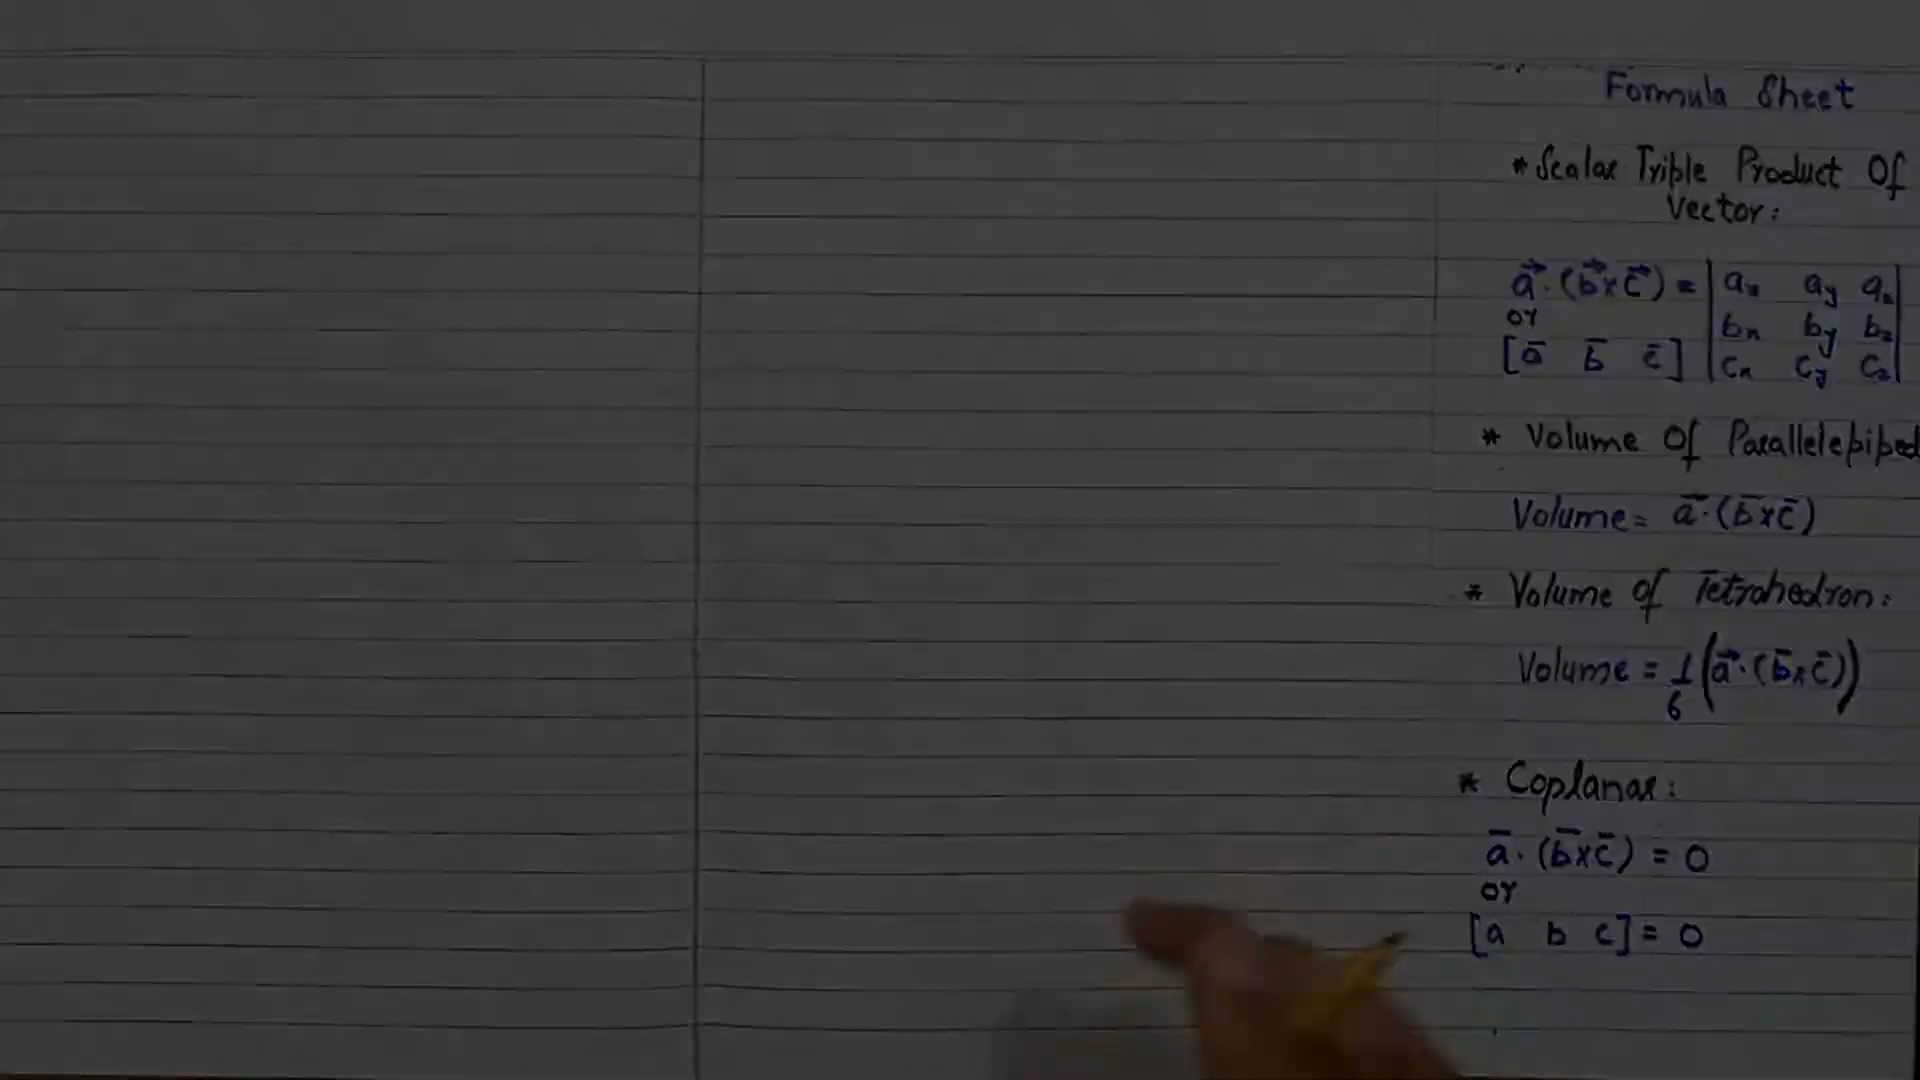 Formula Sheet
* Scalar Triple Product Of
Vector:
a⃗·(b⃗×c⃗) = | ax ay az |
or | bx by bz |
[ā b̄ c̄] | cx cy cz |
* Volume Of Parallelepiped
Volume = ā·(b̄×c̄)
* Volume of Tetrahedron:
Volume = 1/6 (a⃗·(b̄×c̄))
* Coplanar:
ā·(b̄×c̄) = 0
or
[a b c] = 0